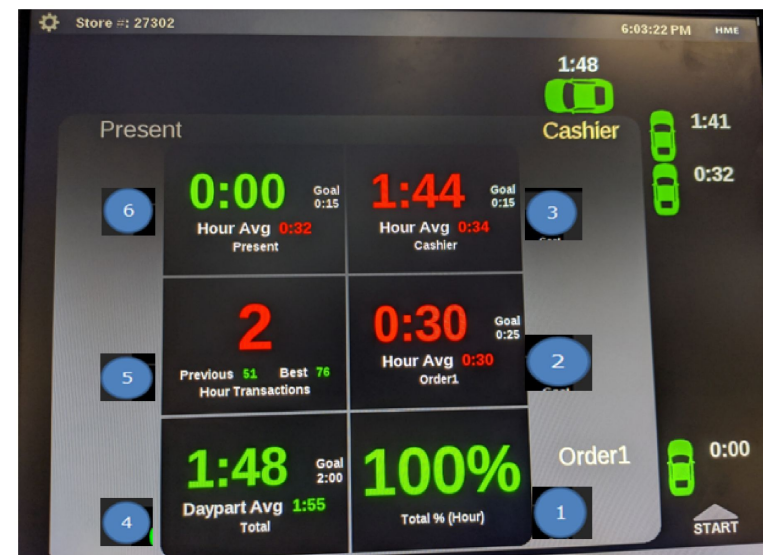 Store #: 27302
6:03:22 PM HME
1:48
Present
Cashier
1:41
0:32
6
0:00
Goal
0:15
Hour Avg 0:32
Present
1:44
Goal
0:15
Hour Avg 0:34
Cashier
3
5
2
Previous 51 Best 76
Hour Transactions
0:30
Goal
0:25
Hour Avg 0:30
Order1
2
4
1:48
Goal
2:00
Daypart Avg 1:55
Total
100%
Total % (Hour)
1
Order1
0:00
START